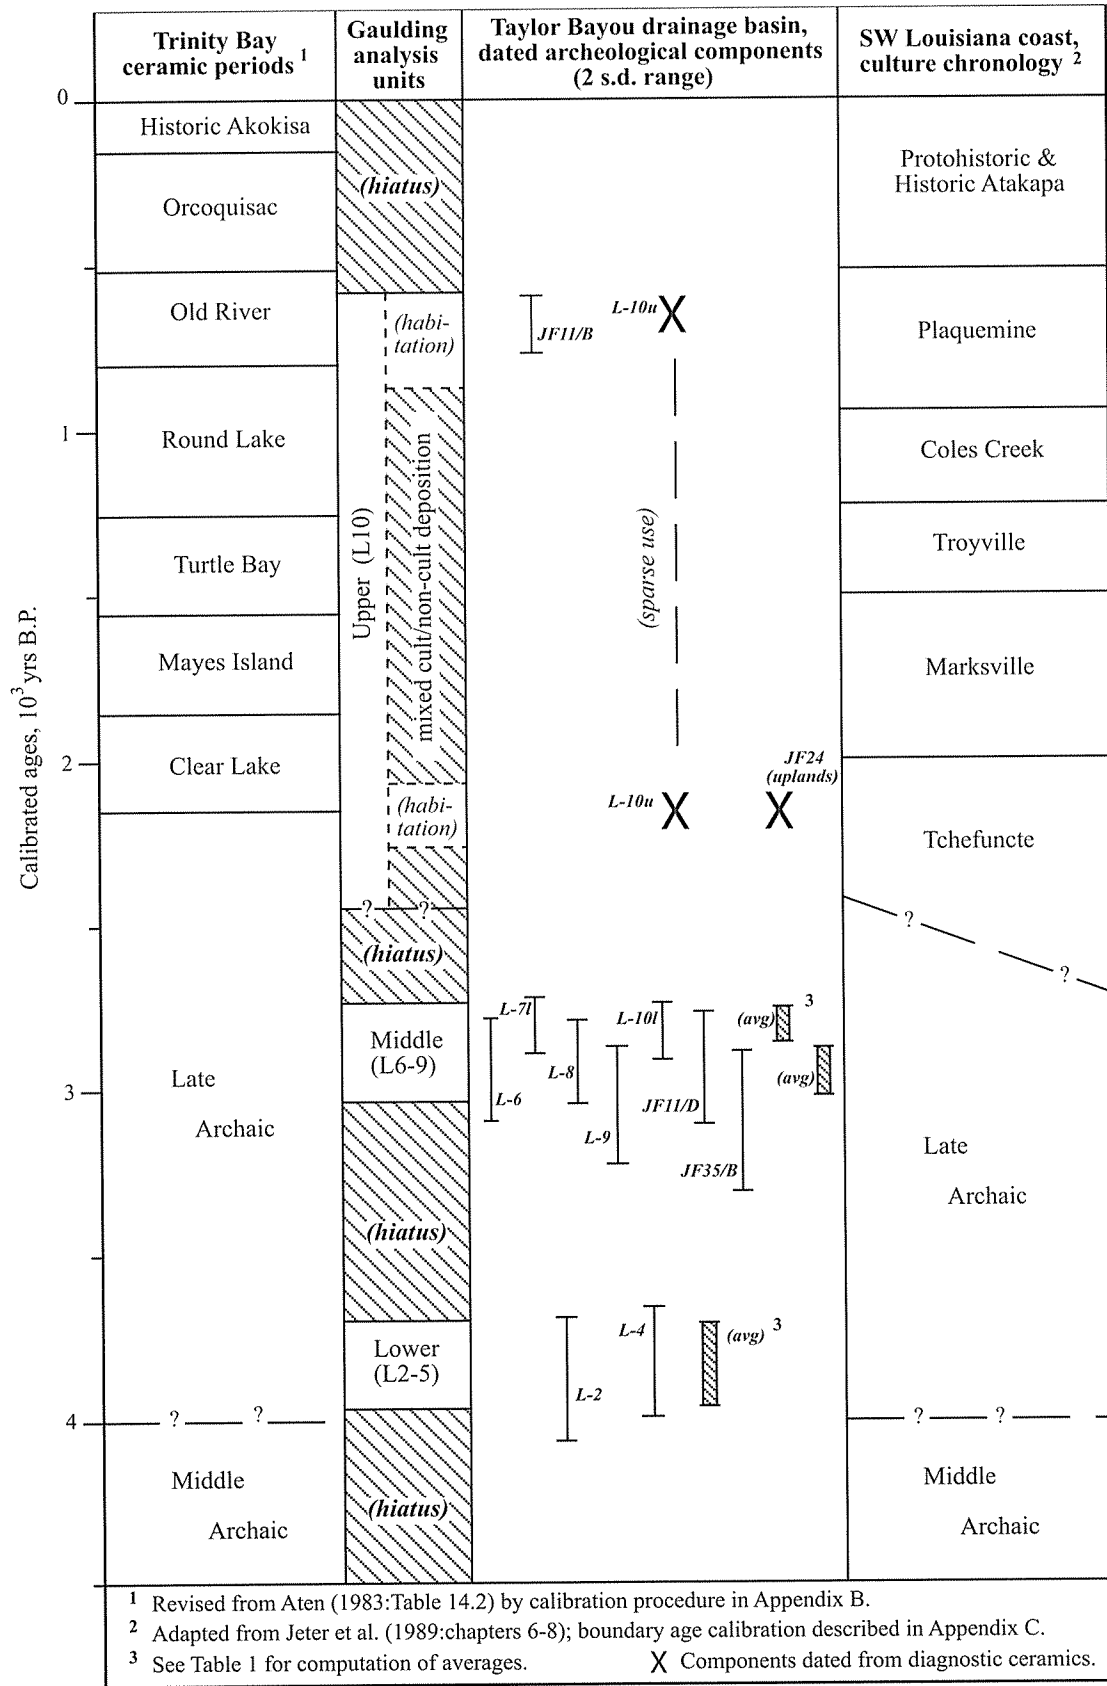 Trinity Bay
ceramic periods 1
Gaulding
analysis
units
Taylor Bayou drainage basin,
dated archeological components
(2 s.d. range)
SW Louisiana coast,
culture chronology 2
Calibrated ages, 10³ yrs B.P.
0
1
2
3
4
Historic Akokisa
Orcoquisac
Old River
Round Lake
Turtle Bay
Mayes Island
Clear Lake
Late
Archaic
? ?
Middle
Archaic
(hiatus)
Upper (L10)
(habi-
tation)
mixed cult/non-cult deposition
(habi-
tation)
? ?
(hiatus)
Middle
(L6-9)
(hiatus)
Lower
(L2-5)
(hiatus)
JF11/B
L-10u X
(sparse use)
L-10u X
JF24
(uplands)
X
L-6
L-7l
L-8
L-9
L-10l
JF11/D
JF35/B
(avg) 3
(avg)
L-2
L-4
(avg) 3
Protohistoric &
Historic Atakapa
Plaquemine
Coles Creek
Troyville
Marksville
Tchefuncte
? ?
Late
Archaic
? ?
Middle
Archaic
1 Revised from Aten (1983:Table 14.2) by calibration procedure in Appendix B.
2 Adapted from Jeter et al. (1989:chapters 6-8); boundary age calibration described in Appendix C.
3 See Table 1 for computation of averages. X Components dated from diagnostic ceramics.